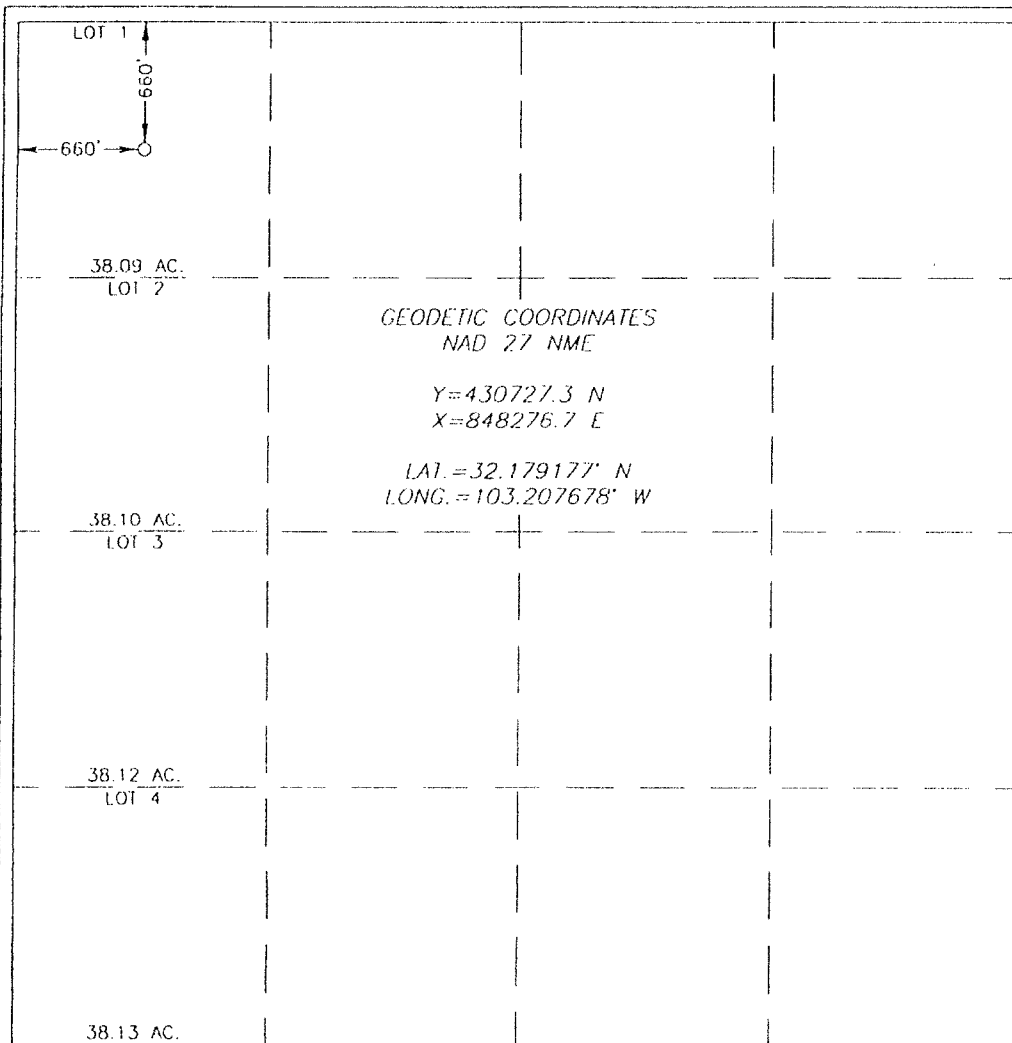 LOT 1
660'
660'
38.09 AC.
LOT 2
GEODETIC COORDINATES
NAD 27 NME
Y=430727.3 N
X=848276.7 E
LAT.=32.179177° N
LONG.=103.207678° W
38.10 AC.
LOT 3
38.12 AC.
LOT 4
38.13 AC.